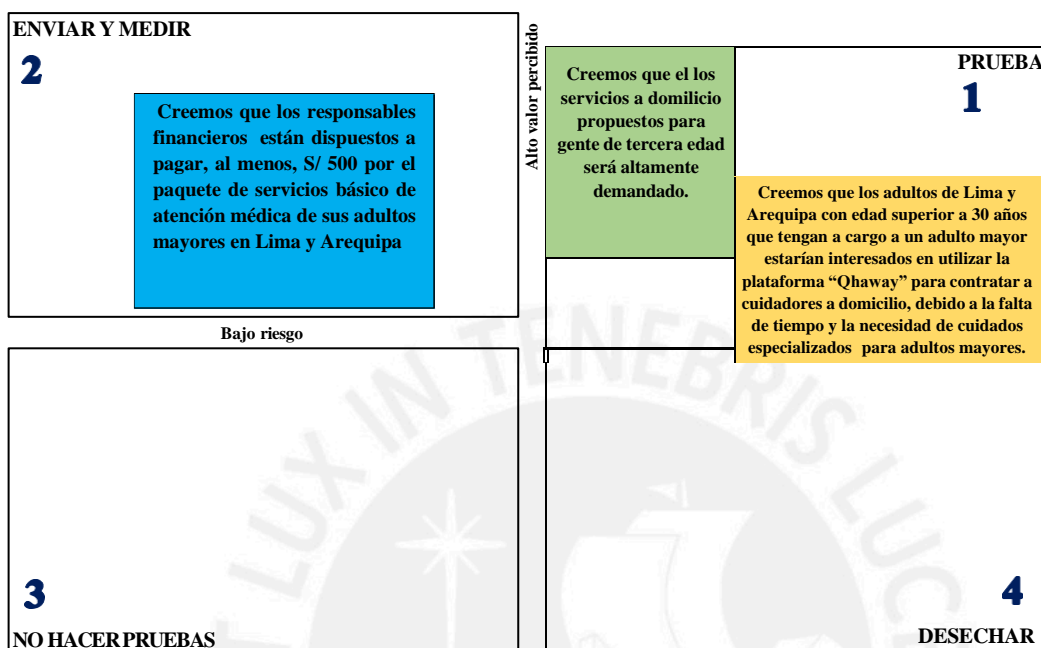 ENVIAR Y MEDIR
2
Creemos que los responsables
financieros están dispuestos a
pagar, al menos, S/ 500 por el
paquete de servicios básico de
atención médica de sus adultos
mayores en Lima y Arequipa
Alto valor percibido
Creemos que el los
servicios a domilicio
propuestos para
gente de tercera edad
será altamente
demandado.
PRUEBA
1
Creemos que los adultos de Lima y
Arequipa con edad superior a 30 años
que tengan a cargo a un adulto mayor
estarían interesados en utilizar la
plataforma “Qhaway” para contratar a
cuidadores a domicilio, debido a la falta
de tiempo y la necesidad de cuidados
especializados para adultos mayores.
Bajo riesgo
3
NO HACER PRUEBAS
4
DESECHAR
LUX IN TENEBRIS LUC